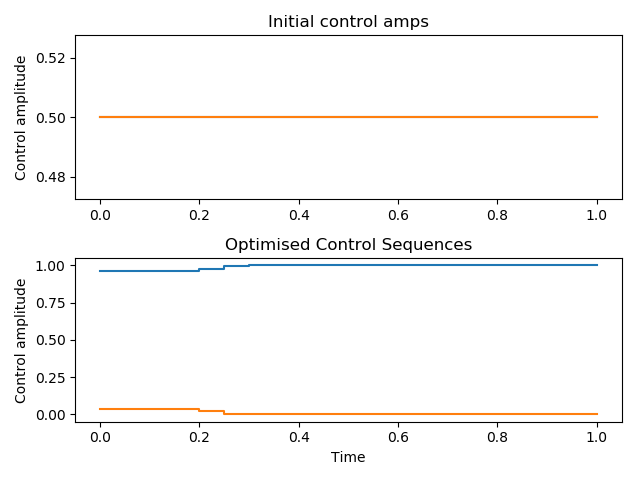 Initial control amps
Control amplitude
0.52
0.50
0.48
0.0 0.2 0.4 0.6 0.8 1.0
Optimised Control Sequences
Control amplitude
1.00
0.75
0.50
0.25
0.00
0.0 0.2 0.4 0.6 0.8 1.0
Time